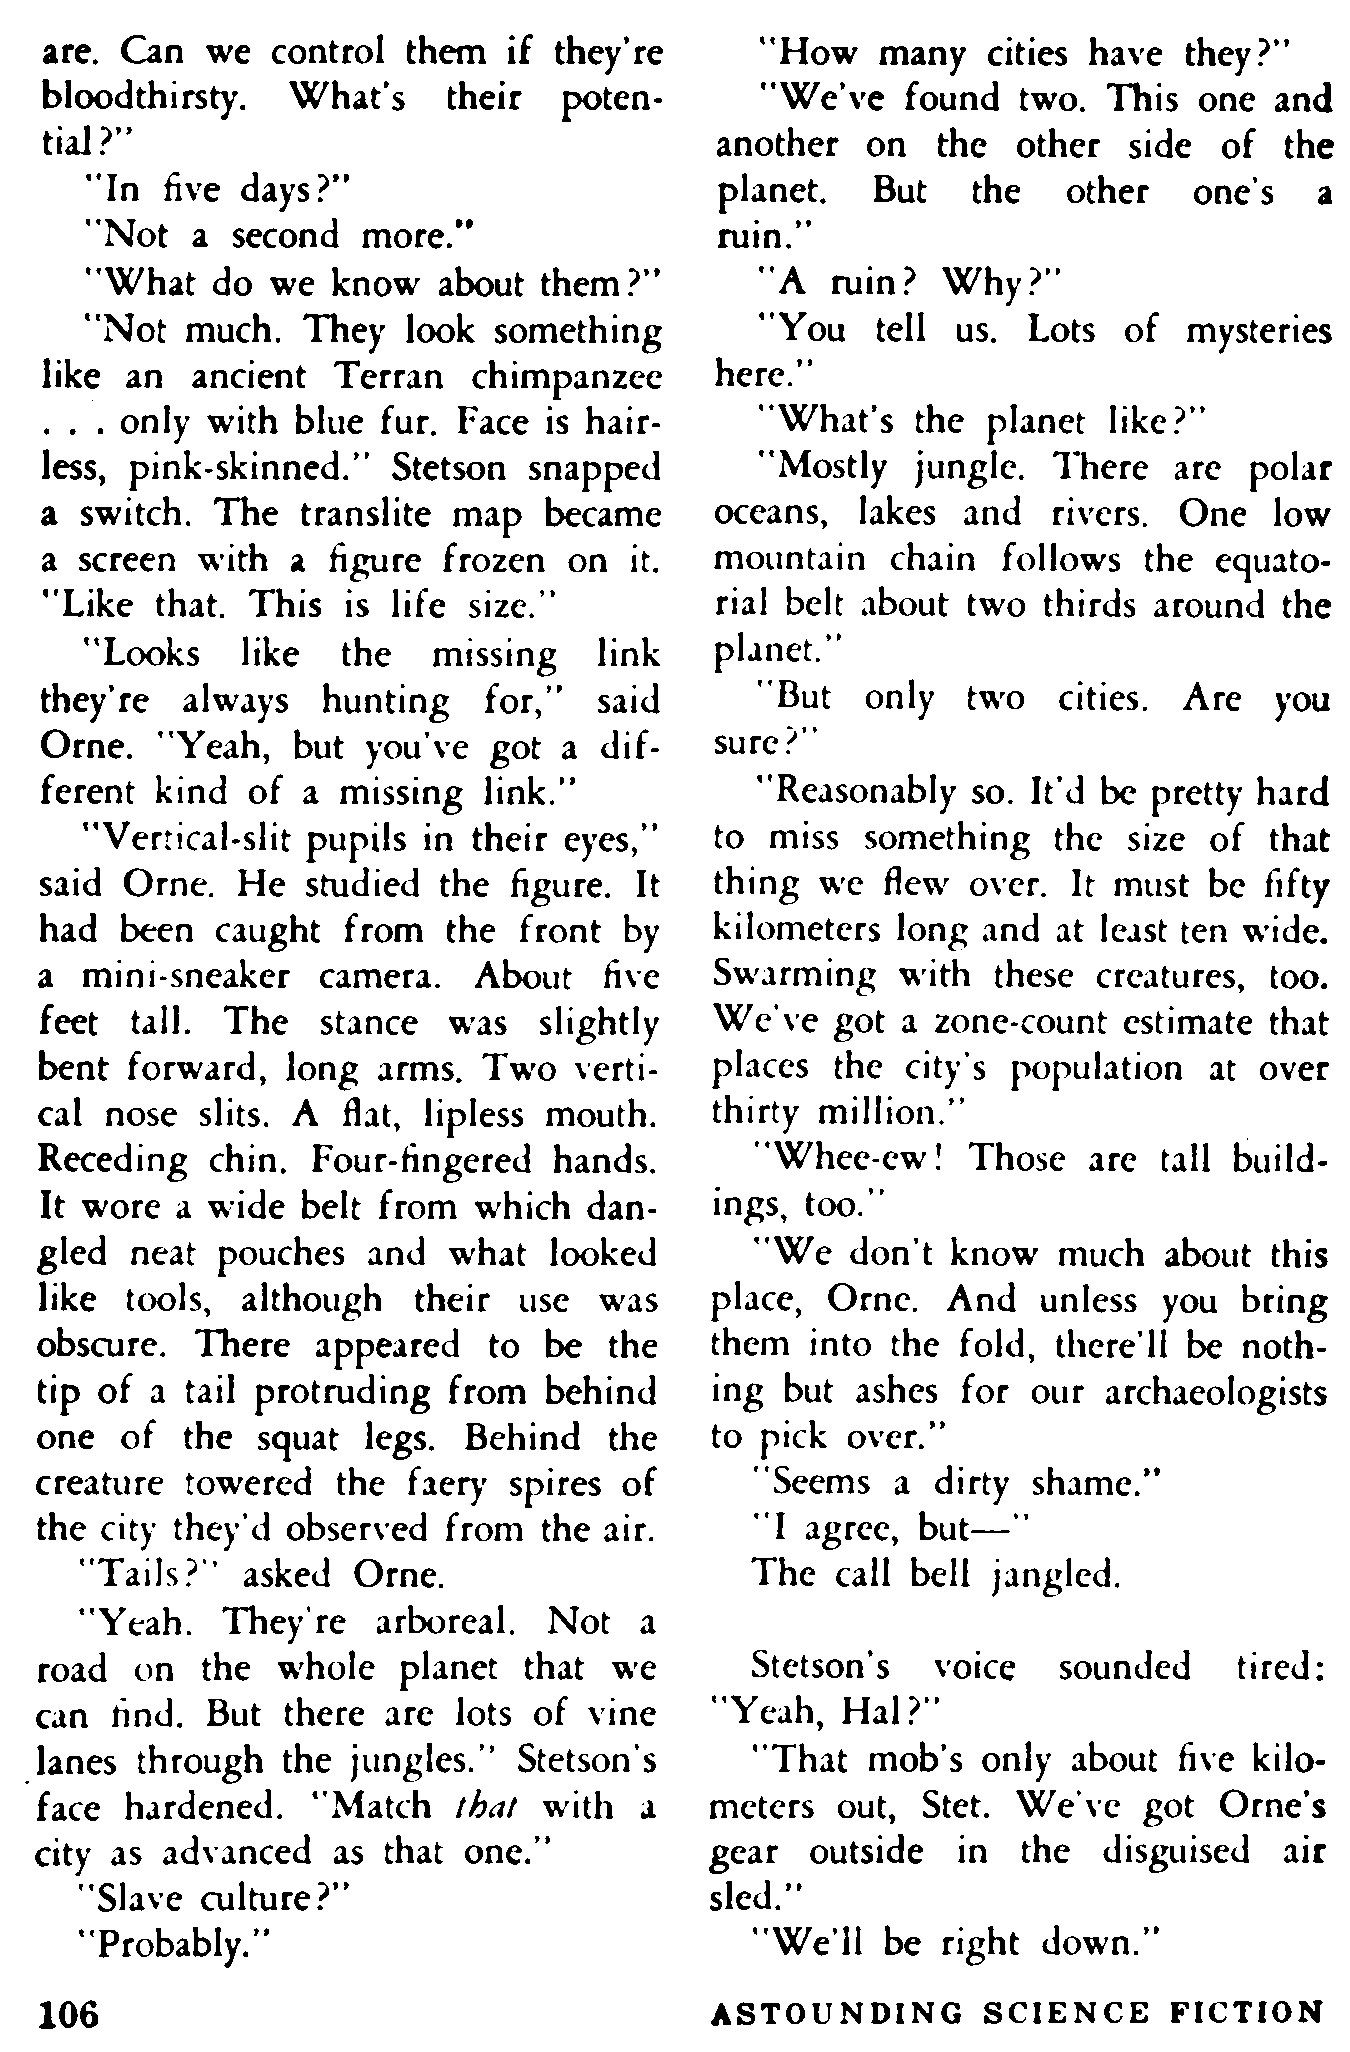 are. Can we control them if they're
bloodthirsty. What's their poten-
tial?"
"In five days?"
"Not a second more."
"What do we know about them?"
"Not much. They look something
like an ancient Terran chimpanzee
. . . only with blue fur. Face is hair-
less, pink-skinned." Stetson snapped
a switch. The translite map became
a screen with a figure frozen on it.
"Like that. This is life size."
"Looks like the missing link
they're always hunting for," said
Orne. "Yeah, but you've got a dif-
ferent kind of a missing link."
"Vertical-slit pupils in their eyes,"
said Orne. He studied the figure. It
had been caught from the front by
a mini-sneaker camera. About five
feet tall. The stance was slightly
bent forward, long arms. Two verti-
cal nose slits. A flat, lipless mouth.
Receding chin. Four-fingered hands.
It wore a wide belt from which dan-
gled neat pouches and what looked
like tools, although their use was
obscure. There appeared to be the
tip of a tail protruding from behind
one of the squat legs. Behind the
creature towered the faery spires of
the city they'd observed from the air.
"Tails?" asked Orne.
"Yeah. They're arboreal. Not a
road on the whole planet that we
can find. But there are lots of vine
lanes through the jungles." Stetson's
face hardened. "Match that with a
city as advanced as that one."
"Slave culture?"
"Probably."
"How many cities have they?"
"We've found two. This one and
another on the other side of the
planet. But the other one's a
ruin."
"A ruin? Why?"
"You tell us. Lots of mysteries
here."
"What's the planet like?"
"Mostly jungle. There are polar
oceans, lakes and rivers. One low
mountain chain follows the equato-
rial belt about two thirds around the
planet."
"But only two cities. Are you
sure?"
"Reasonably so. It'd be pretty hard
to miss something the size of that
thing we flew over. It must be fifty
kilometers long and at least ten wide.
Swarming with these creatures, too.
We've got a zone-count estimate that
places the city's population at over
thirty million."
"Whee-ew! Those are tall build-
ings, too."
"We don't know much about this
place, Orne. And unless you bring
them into the fold, there'll be noth-
ing but ashes for our archaeologists
to pick over."
"Seems a dirty shame."
"I agree, but—"
The call bell jangled.
Stetson's voice sounded tired:
"Yeah, Hal?"
"That mob's only about five kilo-
meters out, Stet. We've got Orne's
gear outside in the disguised air
sled."
"We'll be right down."
106
ASTOUNDING SCIENCE FICTION